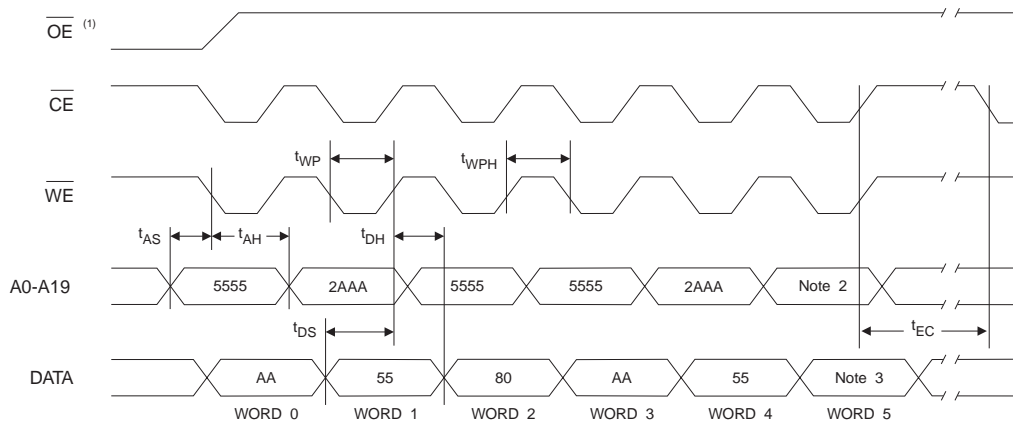 OE (1)
CE
tWP
tWPH
WE
tAS
tAH
tDH
A0-A19
5555
2AAA
5555
5555
2AAA
Note 2
tDS
tEC
DATA
AA
55
80
AA
55
Note 3
WORD 0
WORD 1
WORD 2
WORD 3
WORD 4
WORD 5